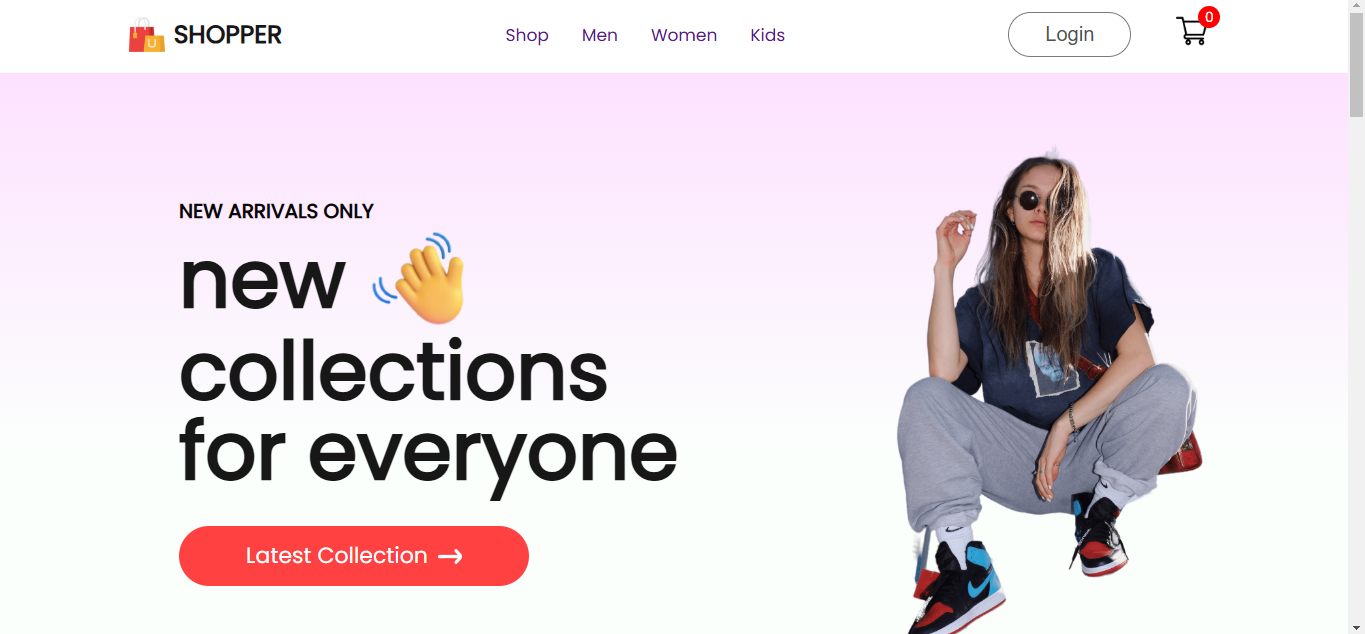 SHOPPER
Shop Men Women Kids
Login
0
NEW ARRIVALS ONLY
new
collections
for everyone
Latest Collection